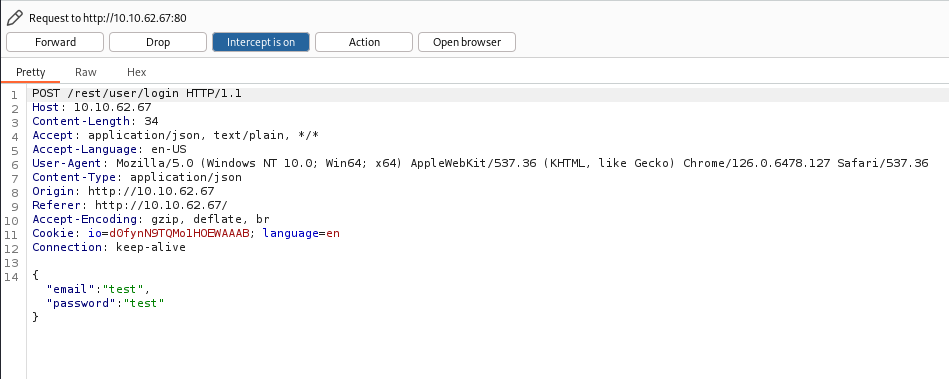 Request to http://10.10.62.67:80
Forward Drop Intercept is on Action Open browser
Pretty Raw Hex
1 POST /rest/user/login HTTP/1.1
2 Host: 10.10.62.67
3 Content-Length: 34
4 Accept: application/json, text/plain, */*
5 Accept-Language: en-US
6 User-Agent: Mozilla/5.0 (Windows NT 10.0; Win64; x64) AppleWebKit/537.36 (KHTML, like Gecko) Chrome/126.0.6478.127 Safari/537.36
7 Content-Type: application/json
8 Origin: http://10.10.62.67
9 Referer: http://10.10.62.67/
10 Accept-Encoding: gzip, deflate, br
11 Cookie: io=dOfynN9TQMo1HOEWAAAB; language=en
12 Connection: keep-alive
13
14 {
"email":"test",
"password":"test"
}